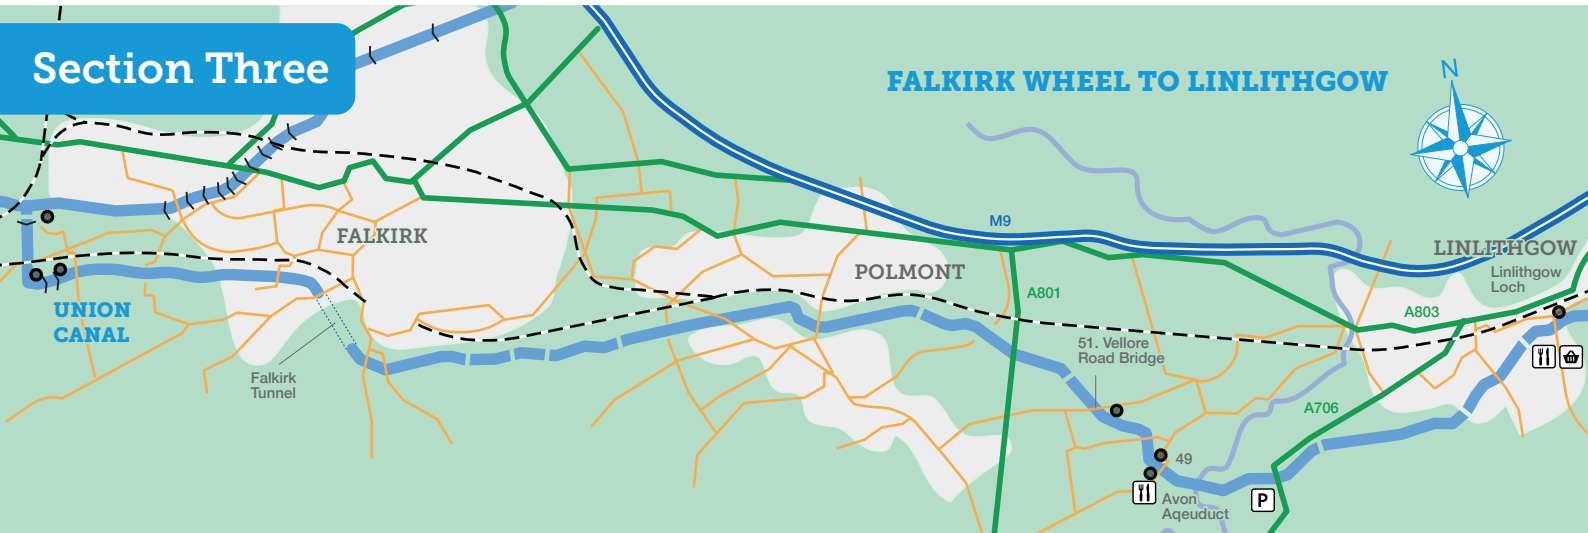 Section Three
FALKIRK WHEEL TO LINLITHGOW
N
M9
FALKIRK
POLMONT
LINLITHGOW
Linlithgow
Loch
UNION
CANAL
A801
A803
51. Vellore
Road Bridge
Falkirk
Tunnel
A706
49
Avon
Aqeuduct
P